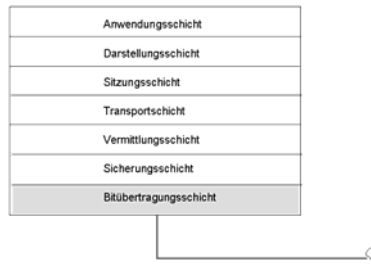 Anwendungsschicht
Darstellungsschicht
Sitzungsschicht
Transportschicht
Vermittlungsschicht
Sicherungsschicht
Bitübertragungsschicht